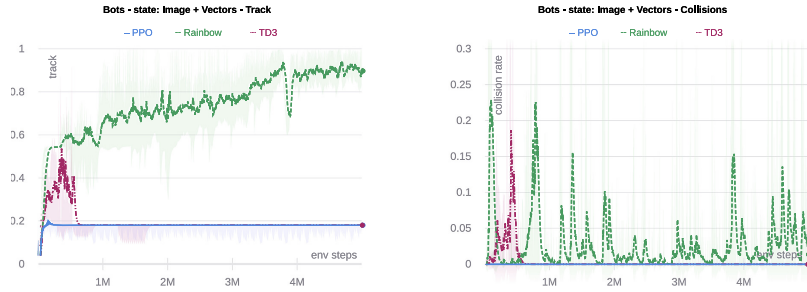 Bots - state: Image + Vectors - Track
PPO Rainbow TD3
track
1
0.8
0.6
0.4
0.2
0
env steps
1M 2M 3M 4M
Bots - state: Image + Vectors - Collisions
PPO Rainbow TD3
collision rate
0.3
0.25
0.2
0.15
0.1
0.05
0
env steps
1M 2M 3M 4M